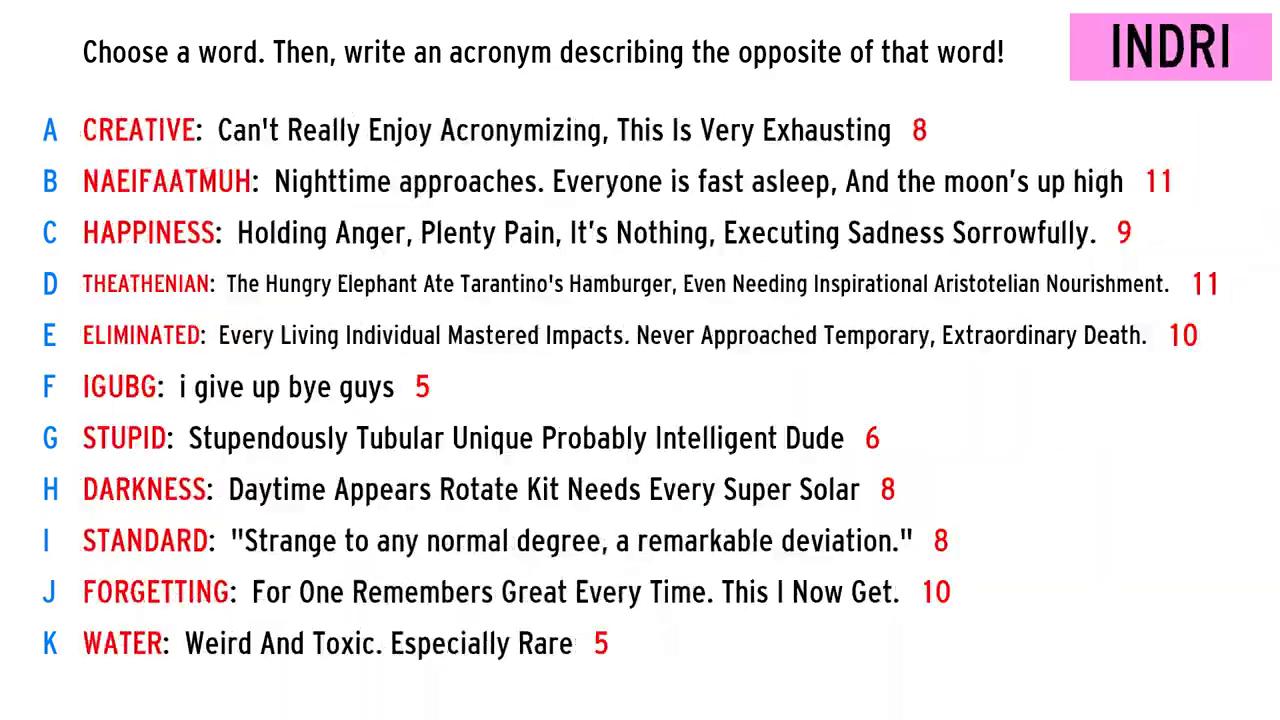 Choose a word. Then, write an acronym describing the opposite of that word!
INDRI
A CREATIVE: Can't Really Enjoy Acronymizing, This Is Very Exhausting 8
B NAEIFAATMUH: Nighttime approaches. Everyone is fast asleep, And the moon’s up high 11
C HAPPINESS: Holding Anger, Plenty Pain, It’s Nothing, Executing Sadness Sorrowfully. 9
D THEATHENIAN: The Hungry Elephant Ate Tarantino's Hamburger, Even Needing Inspirational Aristotelian Nourishment. 11
E ELIMINATED: Every Living Individual Mastered Impacts. Never Approached Temporary, Extraordinary Death. 10
F IGUBG: i give up bye guys 5
G STUPID: Stupendously Tubular Unique Probably Intelligent Dude 6
H DARKNESS: Daytime Appears Rotate Kit Needs Every Super Solar 8
I STANDARD: "Strange to any normal degree, a remarkable deviation." 8
J FORGETTING: For One Remembers Great Every Time. This I Now Get. 10
K WATER: Weird And Toxic. Especially Rare 5